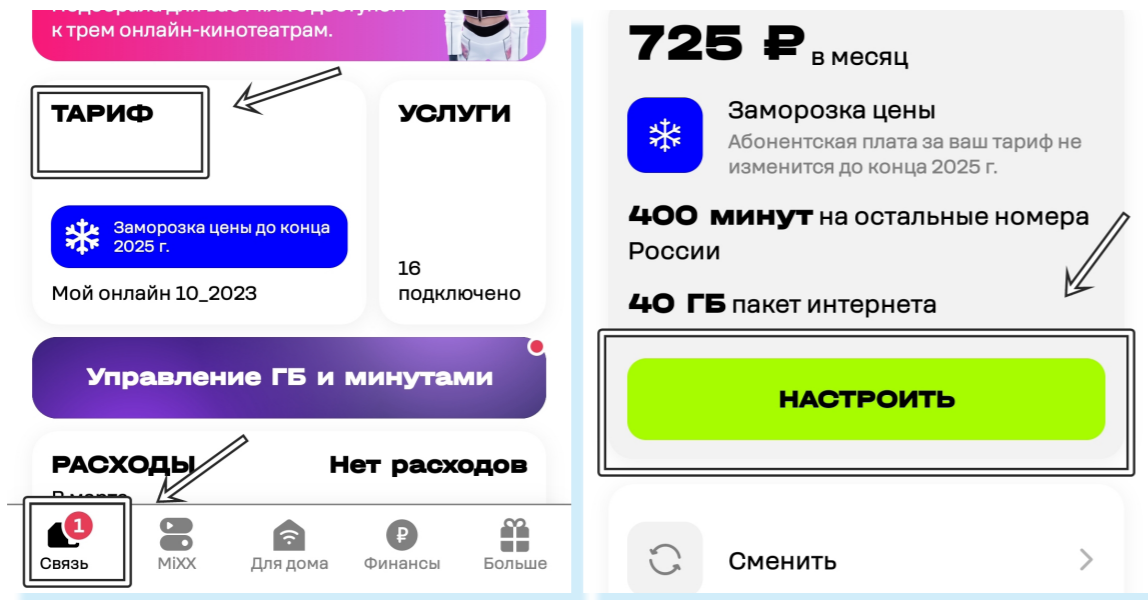 к трем онлайн-кинотеатрам.
ТАРИФ
УСЛУГИ
Заморозка цены до конца
2025 г.
Мой онлайн 10_2023
16
подключено
Управление ГБ и минутами
РАСХОДЫ
Нет расходов
1
Связь
MiXX
Для дома
Финансы
Больше
725 ₽ в месяц
Заморозка цены
Абонентская плата за ваш тариф не
изменится до конца 2025 г.
400 минут на остальные номера
России
40 ГБ пакет интернета
НАСТРОИТЬ
Сменить